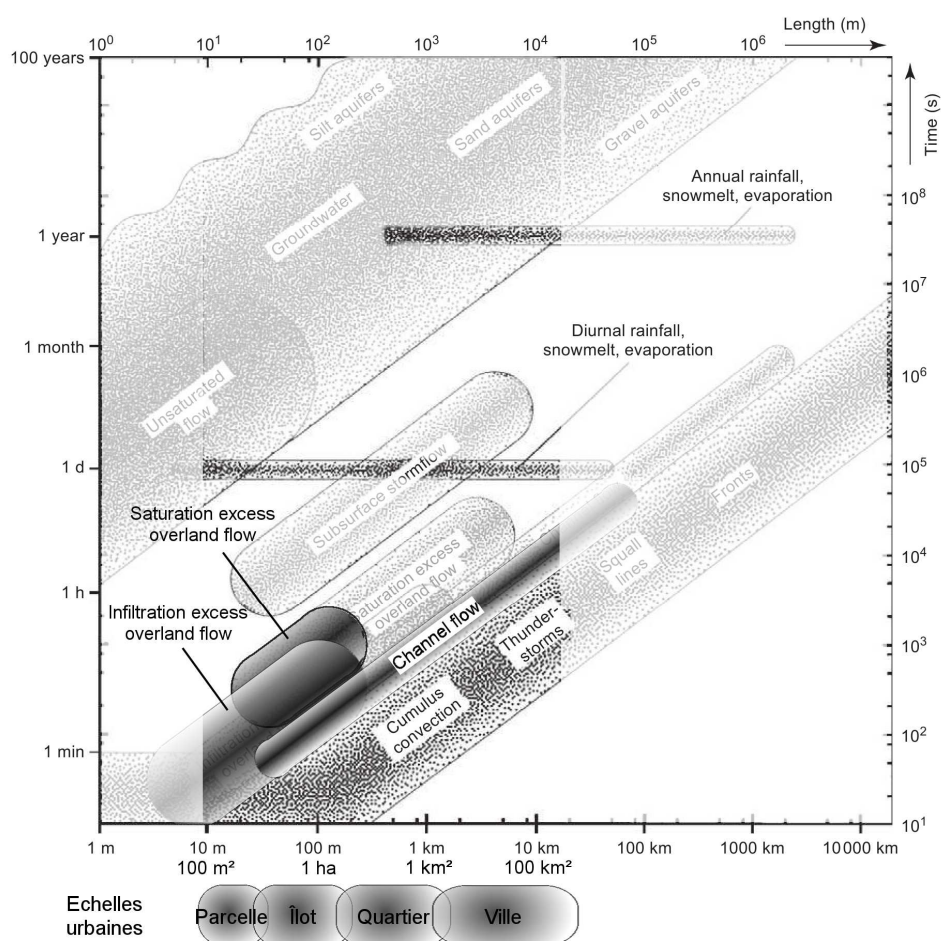 Length (m)
10⁰ 10¹ 10² 10³ 10⁴ 10⁵ 10⁶
100 years
Silt aquifers
Sand aquifers
Gravel aquifers
Time (s)
Annual rainfall,
snowmelt, evaporation
10⁸
Groundwater
1 year
10⁷
Diurnal rainfall,
snowmelt, evaporation
1 month
10⁶
Unsaturated
flow
1 d
10⁵
Subsurface stormflow
Fronts
Saturation excess
overland flow
10⁴
Saturation excess
overland flow
Squall
lines
1 h
Infiltration excess
overland flow
Channel flow
Thunder-
storms
10³
Cumulus
convection
10²
1 min
10¹
1 m 10 m 100 m 1 km 10 km 100 km 1000 km 10 000 km
100 m² 1 ha 1 km² 100 km²
Echelles
urbaines
Parcelle Îlot Quartier Ville